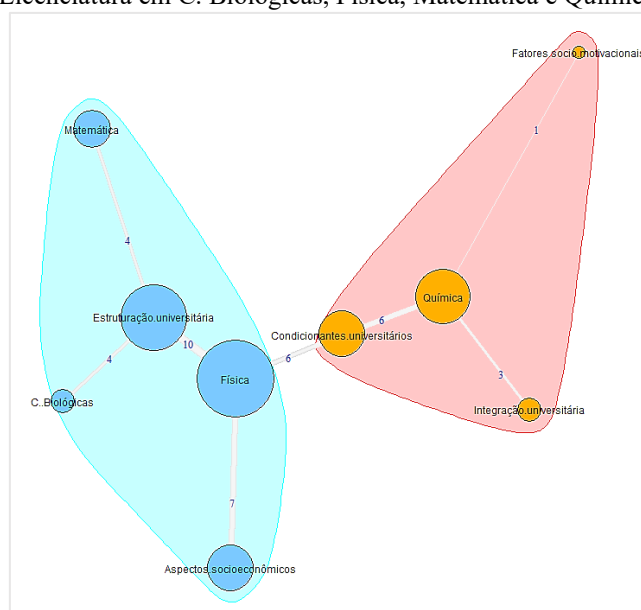 Licenciatura em C. Biológicas, Física, Matemática e Químic
Fatores.socio.motivacionais
1
Matemática
4
Química
Estruturação.universitária
6
Condicionantes.universitários
10
6
4
Física
3
C..Biológicas
Integração.universitária
7
Aspectos.socioeconômicos